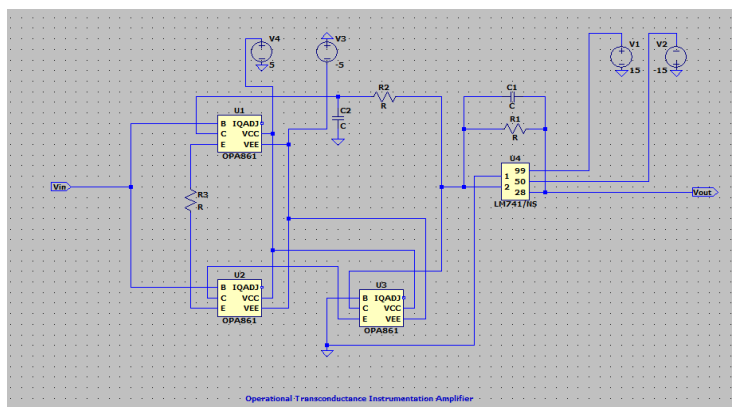 V4
5
V3
-5
V1
15
V2
-15
R2
R
C1
C
C2
C
R1
R
U1
B IQADJ
C VCC
E VEE
OPA861
U4
1 99
2 50
28
LM741/NS
Vin
R3
R
Vout
U2
B IQADJ
C VCC
E VEE
OPA861
U3
B IQADJ
C VCC
E VEE
OPA861
Operational Transconductance Instrumentation Amplifier